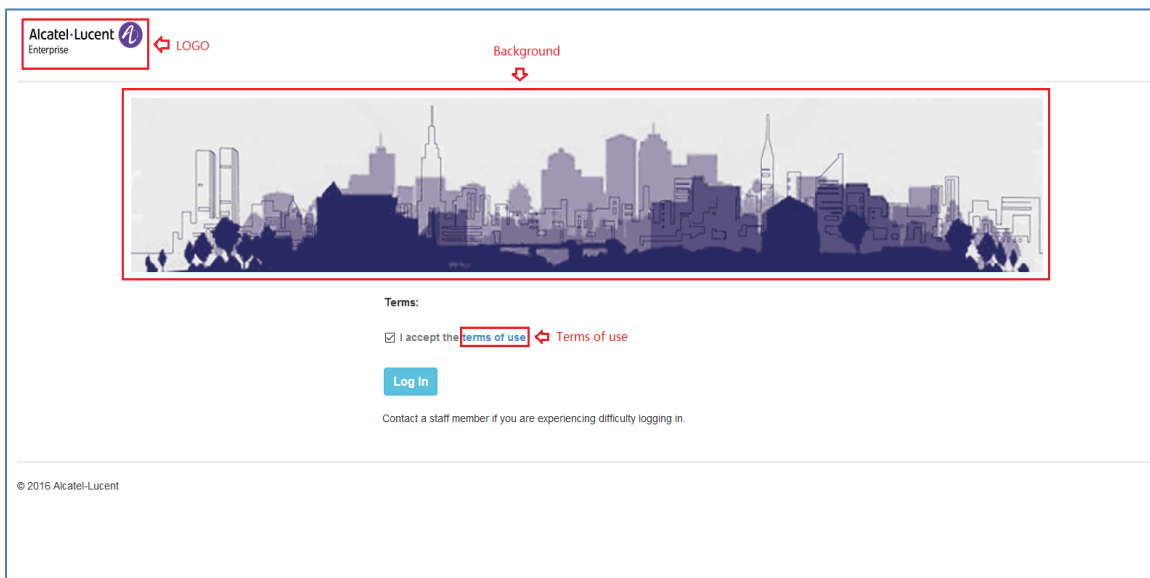 Alcatel·Lucent
Enterprise
LOGO
Background
Terms:
I accept the terms of use
Terms of use
Log In
Contact a staff member if you are experiencing difficulty logging in.
© 2016 Alcatel-Lucent